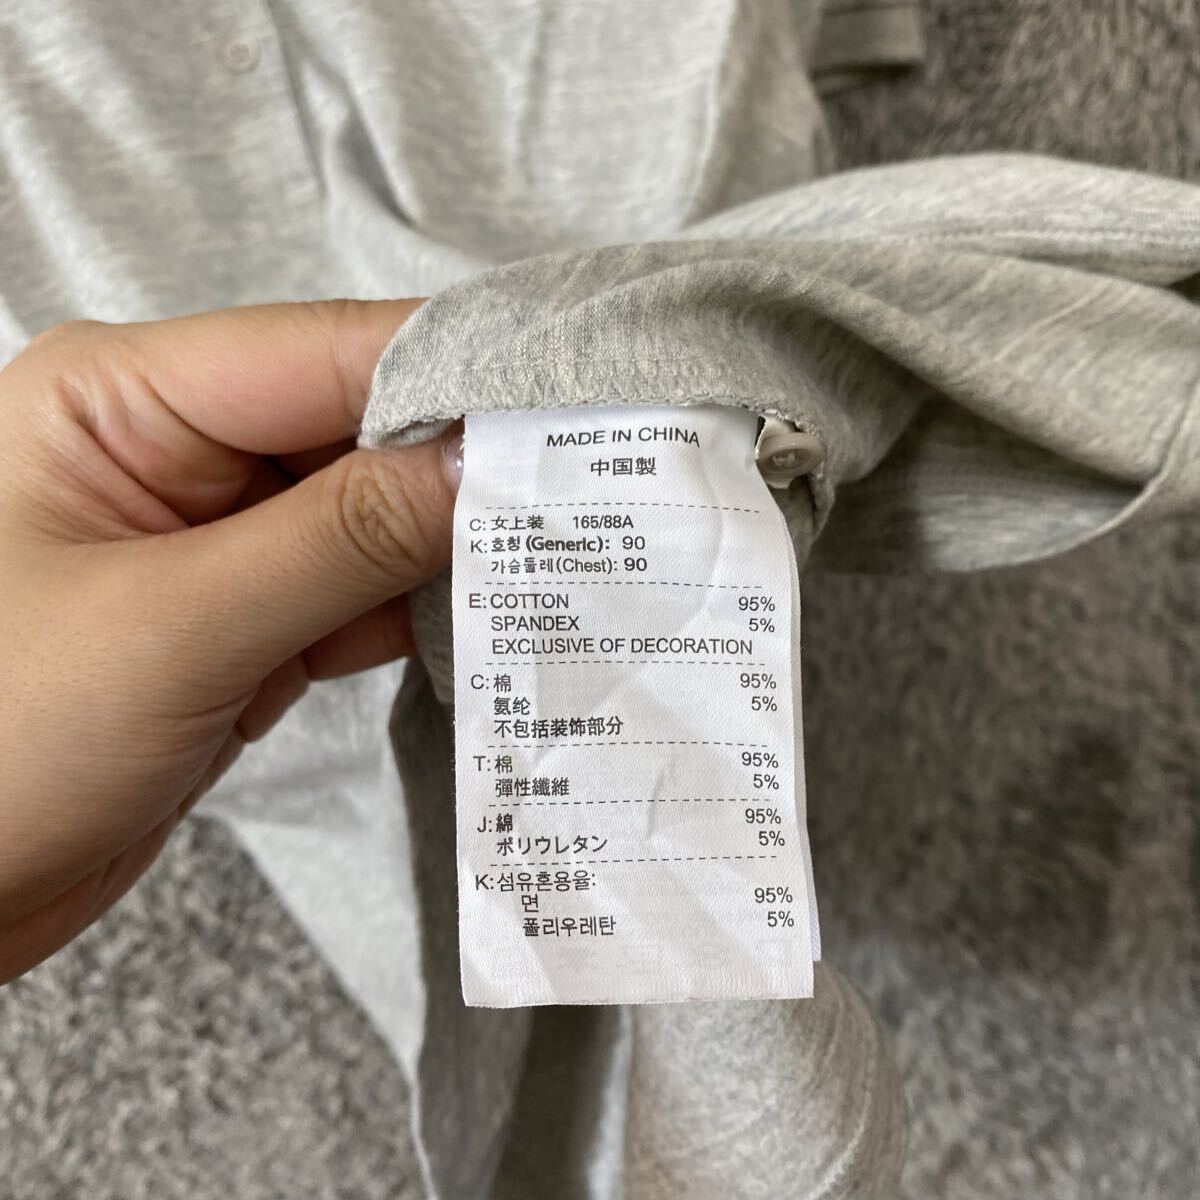 MADE IN CHINA
中国製
C: 女上装 165/88A
K: 호칭 (Generic): 90
가슴둘레(Chest): 90
E: COTTON 95%
SPANDEX 5%
EXCLUSIVE OF DECORATION
C: 棉 95%
氨纶 5%
不包括装饰部分
T: 棉 95%
彈性纖維 5%
J: 綿 95%
ポリウレタン 5%
K: 섬유혼용율:
면 95%
폴리우레탄 5%